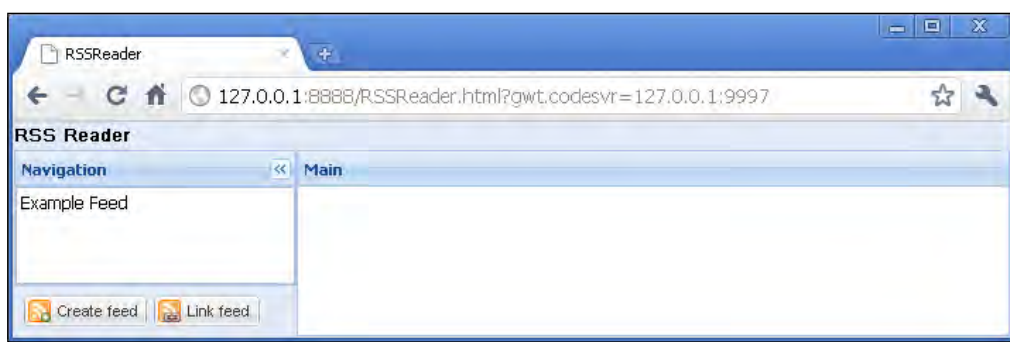 RSSReader
127.0.0.1:8888/RSSReader.html?gwt.codesvr=127.0.0.1:9997
RSS Reader
Navigation
Main
Example Feed
Create feed
Link feed